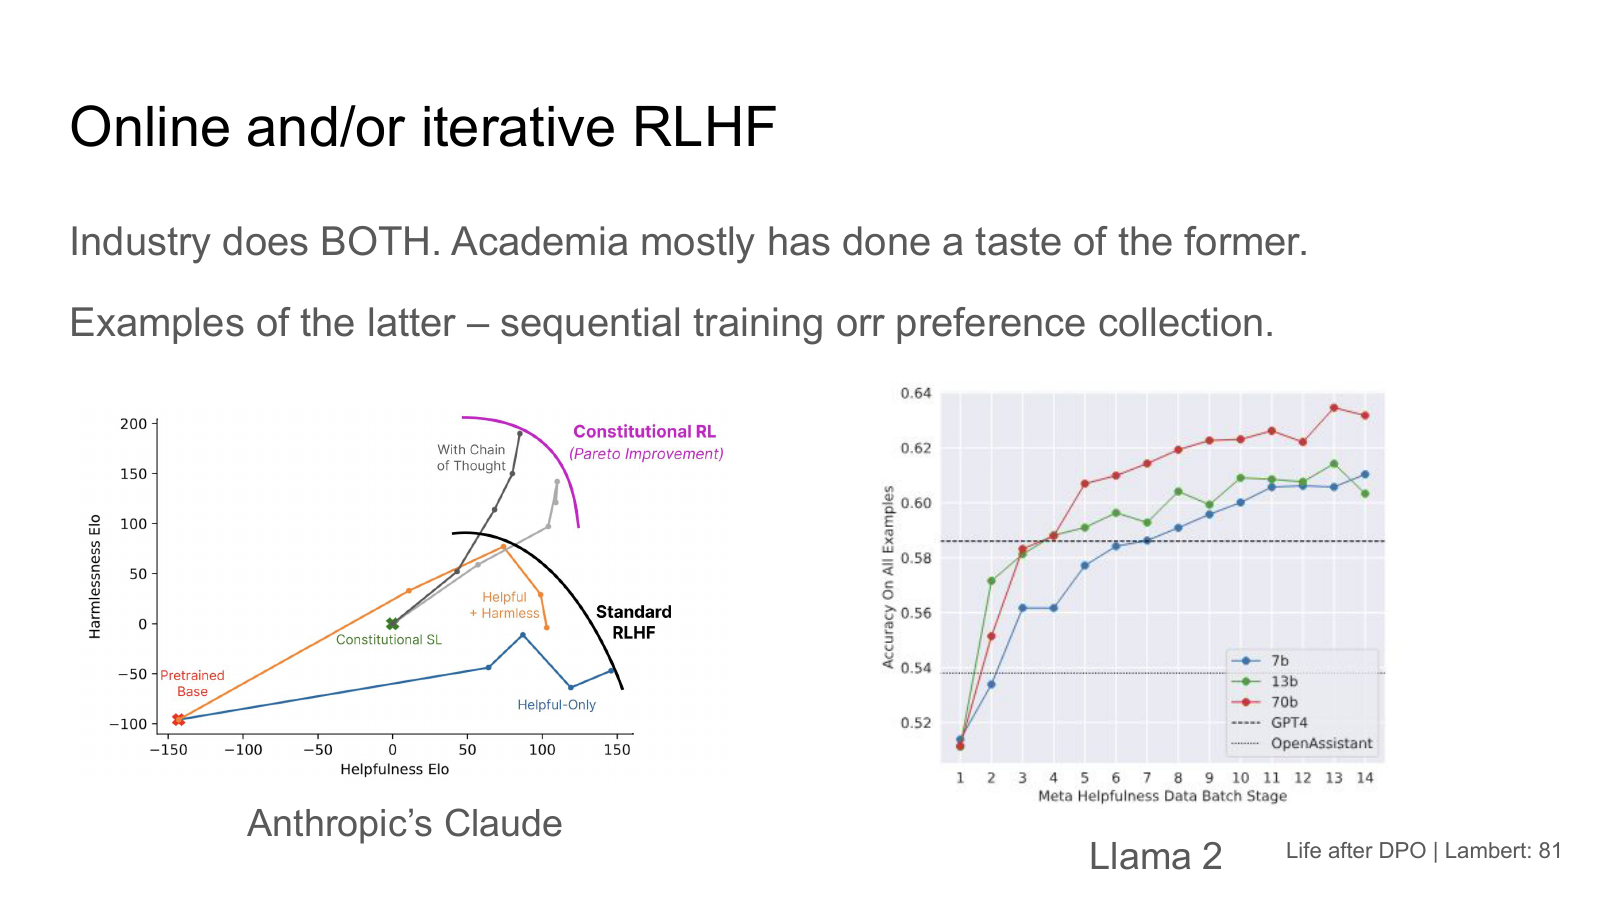 Online and/or iterative RLHF
Industry does BOTH. Academia mostly has done a taste of the former.
Examples of the latter – sequential training orr preference collection.
200
150
100
50
0
−50
−100
Harmlessness Elo
−150
−100
−50
0
50
100
150
Helpfulness Elo
With Chain
of Thought
Constitutional RL
(Pareto Improvement)
Helpful
+ Harmless
Standard
RLHF
Constitutional SL
Pretrained
Base
Helpful-Only
Anthropic’s Claude
0.64
0.62
0.60
0.58
0.56
0.54
0.52
Accuracy On All Examples
7b
13b
70b
GPT4
OpenAssistant
1 2 3 4 5 6 7 8 9 10 11 12 13 14
Meta Helpfulness Data Batch Stage
Llama 2
Life after DPO | Lambert: 81